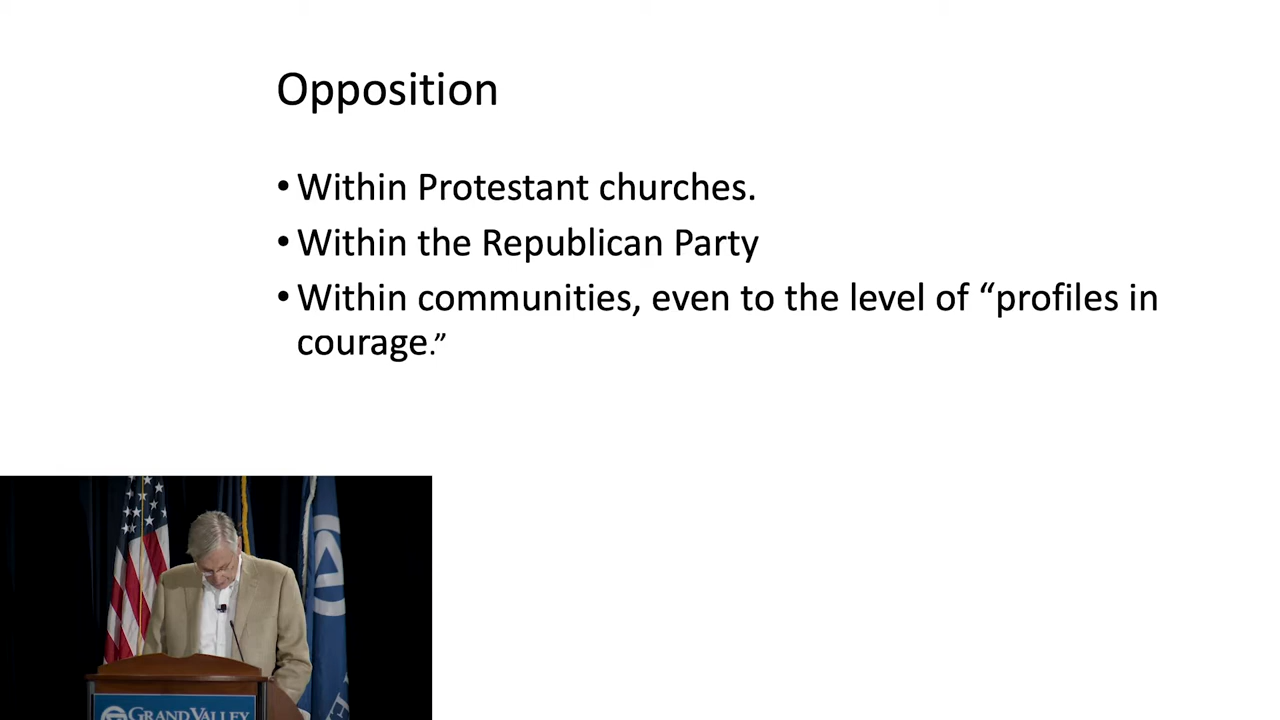 Opposition
• Within Protestant churches.
• Within the Republican Party
• Within communities, even to the level of “profiles in
courage.”
GRAND VALLEY